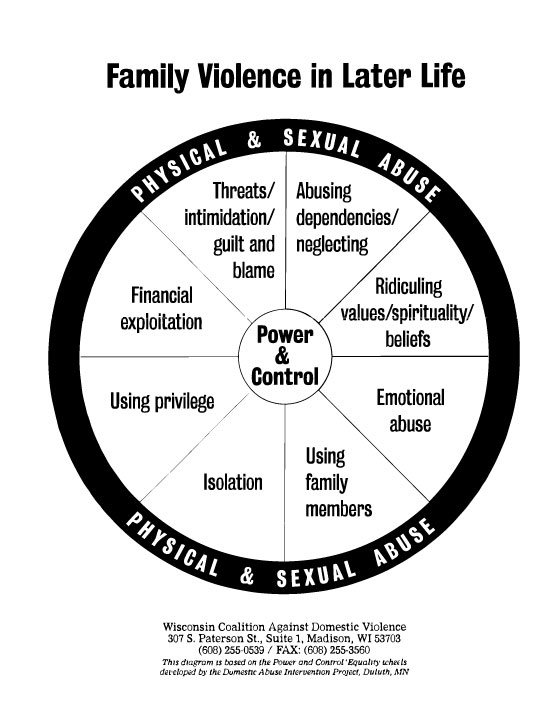 Family Violence in Later Life
PHYSICAL & SEXUAL ABUSE
Threats/
intimidation/
guilt and
blame
Abusing
dependencies/
neglecting
Ridiculing
values/spirituality/
beliefs
Financial
exploitation
Power
&
Control
Using privilege
Emotional
abuse
Isolation
Using
family
members
PHYSICAL & SEXUAL ABUSE
Wisconsin Coalition Against Domestic Violence
307 S. Paterson St., Suite 1, Madison, WI 53703
(608) 255-0539 / FAX: (608) 255-3560
This diagram is based on the Power and Control/Equality wheels
developed by the Domestic Abuse Intervention Project, Duluth, MN